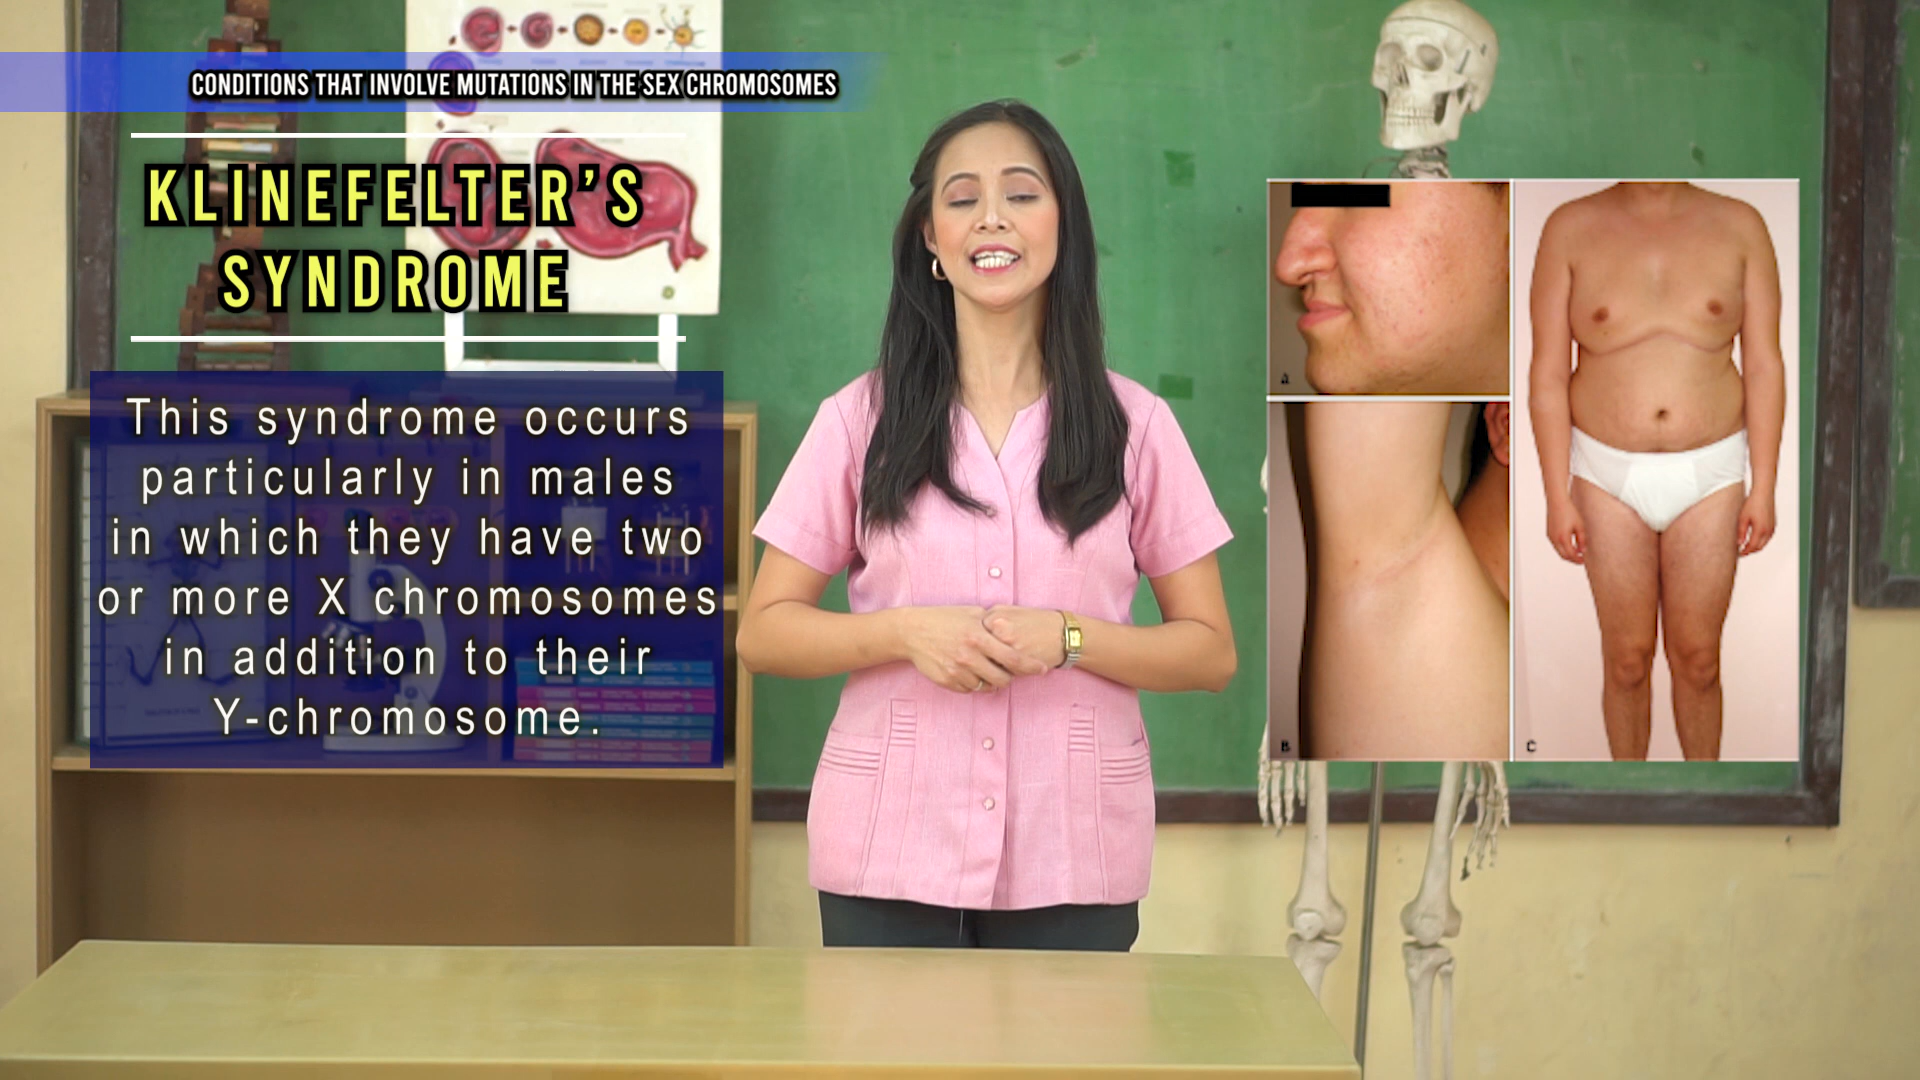 CONDITIONS THAT INVOLVE MUTATIONS IN THE SEX CHROMOSOMES
KLINEFELTER'S
SYNDROME
This syndrome occurs
particularly in males
in which they have two
or more X chromosomes
in addition to their
Y-chromosome.
A
B
C